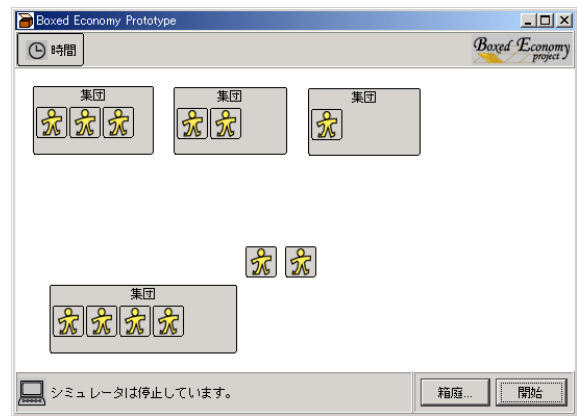 Boxed Economy Prototype
時間
Boxed Economy
project
集団
集団
集団
集団
シミュレータは停止しています。
箱庭...
開始